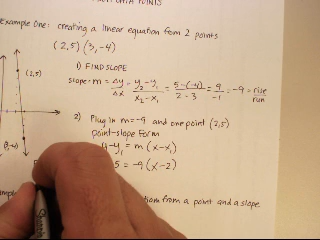 Example One: creating a linear equation from 2 points
(2,5) (3,-4)
1) FIND SLOPE
slope = m = Δy/Δx = (y₂-y₁)/(x₂-x₁) = (5-(-4))/(2-3) = 9/-1 = -9 = rise/run
(2,5)
2) Plug in m=-9 and one point (2,5)
point-slope form
y-y₁ = m(x-x₁)
(3,-4)
5 = -9(x-2)
from a point and a slope